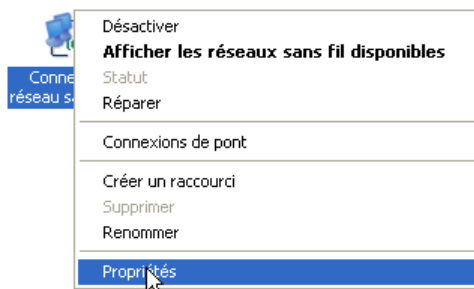 Désactiver
Afficher les réseaux sans fil disponibles
Statut
Réparer
Connexions de pont
Créer un raccourci
Supprimer
Renommer
Propriétés
réseau